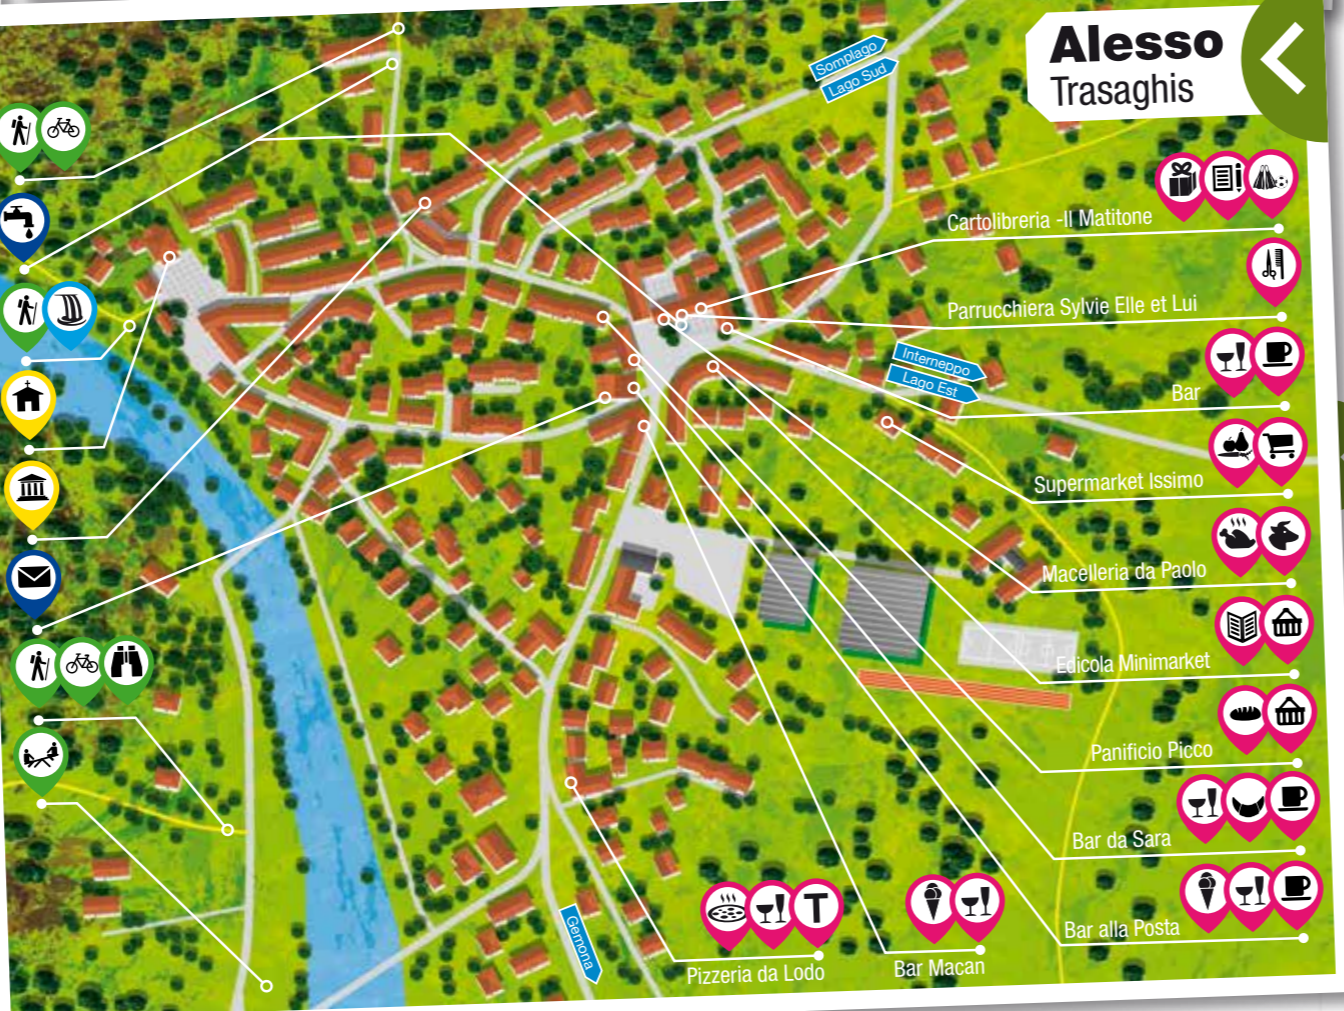 Alesso
Trasaghis
Somplago
Lago Sud
Cartolibreria -Il Matitone
Parrucchiera Sylvie Elle et Lui
Interneppo
Lago Est
Bar
Supermarket Issimo
Macelleria da Paolo
Edicola Minimarket
Panificio Picco
Bar da Sara
Bar alla Posta
T
Gemona
Pizzeria da Lodo
Bar Macan